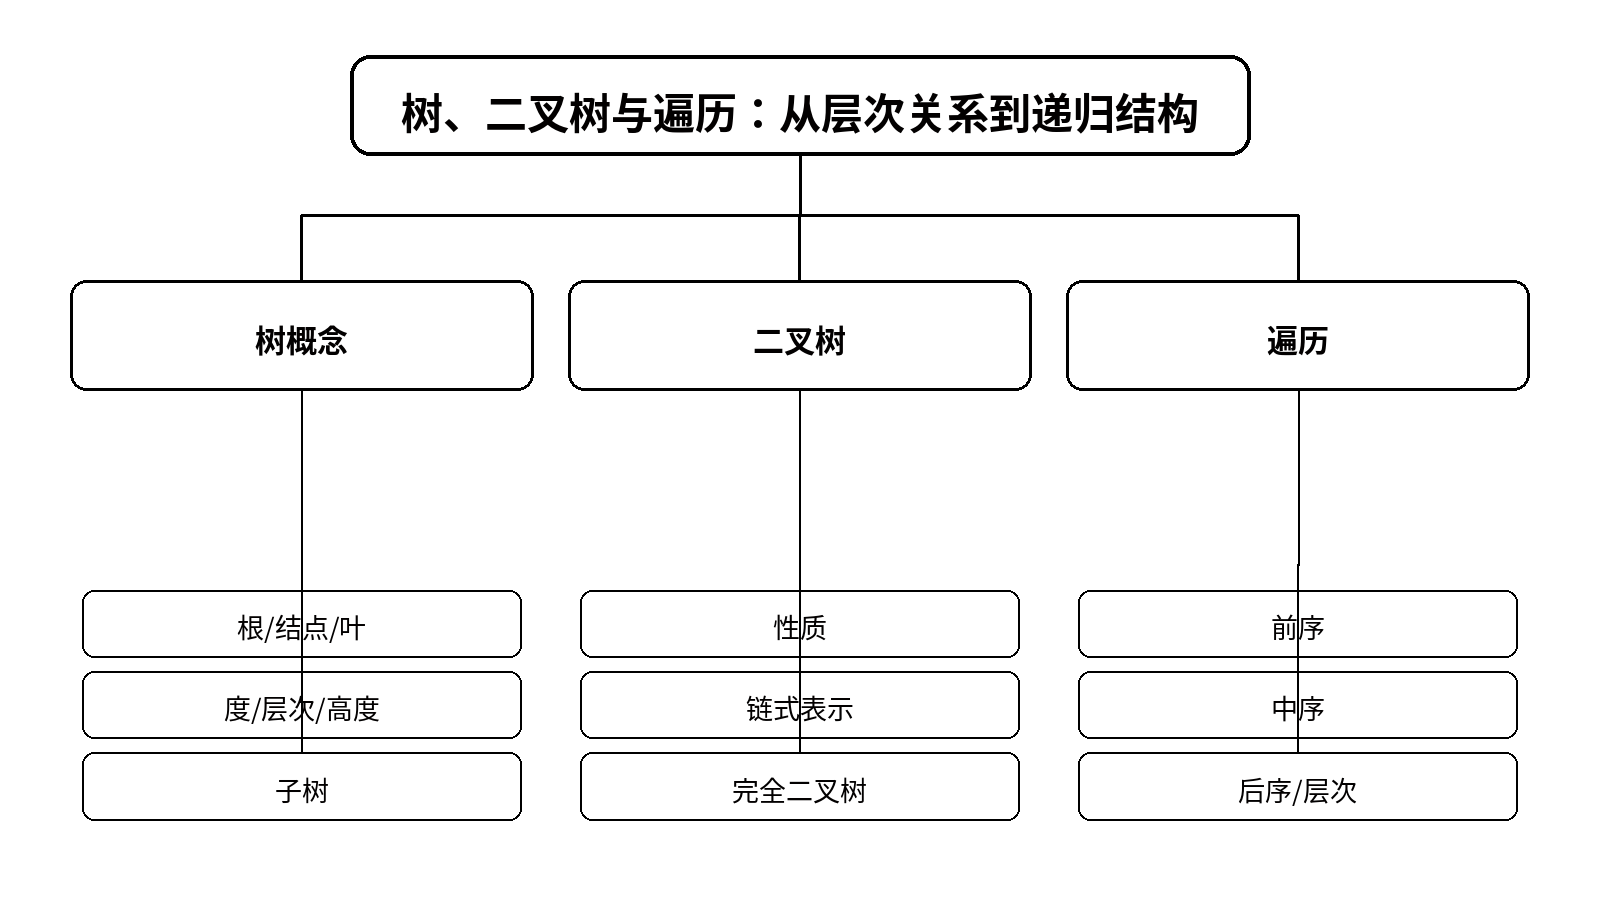 树、二叉树与遍历：从层次关系到递归结构
树概念
二叉树
遍历
根/结点/叶
性质
前序
度/层次/高度
链式表示
中序
子树
完全二叉树
后序/层次